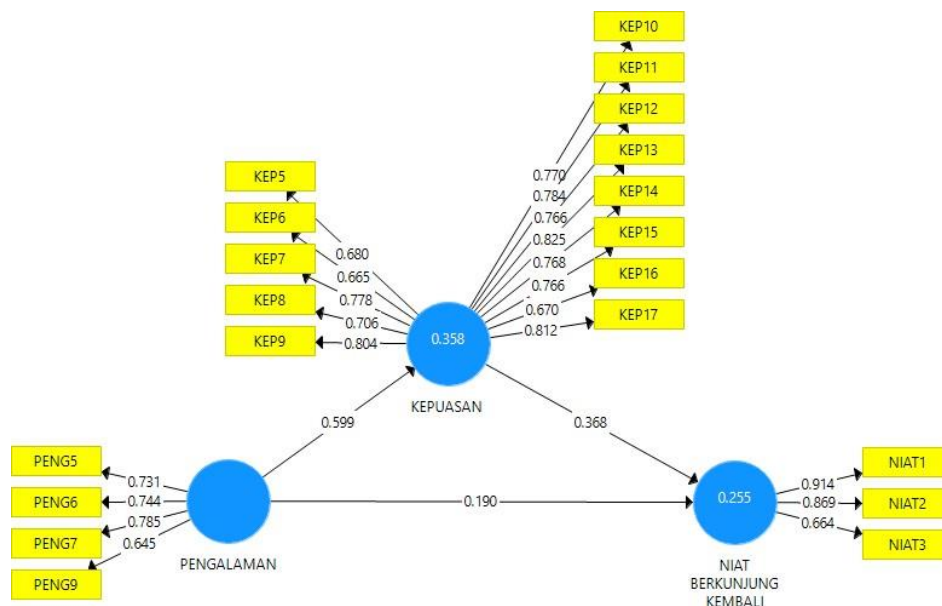 KEP10
KEP11
KEP12
KEP13
KEP14
KEP15
KEP16
KEP17
0.770
0.784
0.766
0.825
0.768
0.766
0.670
0.812
KEP5
KEP6
KEP7
KEP8
KEP9
0.680
0.665
0.778
0.706
0.804
0.358
KEPUASAN
0.599
0.368
PENG5
PENG6
PENG7
PENG9
0.731
0.744
0.785
0.645
PENGALAMAN
0.190
0.255
NIAT
BERKUNJUNG
KEMBALI
0.914
0.869
0.664
NIAT1
NIAT2
NIAT3